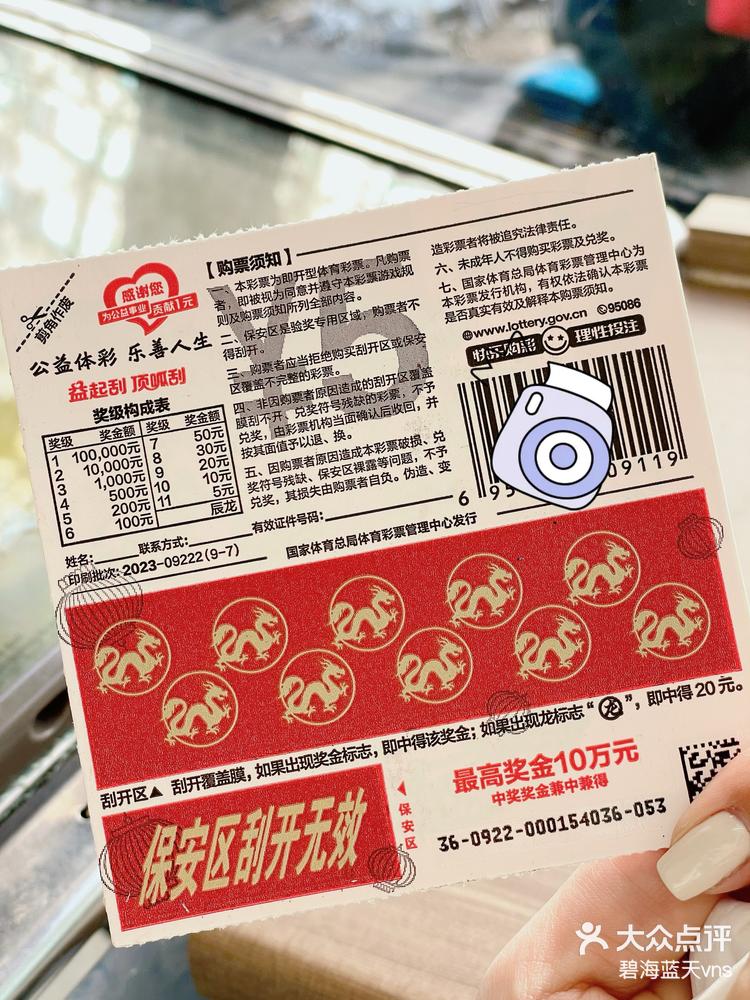 剪角作废
感谢您
为公益事业 贡献1元
公益体彩 乐善人生
益起刮 顶呱刮
奖级构成表
奖级 奖金额 奖级 奖金额
1 100,000元 7 50元
2 10,000元 8 30元
3 1,000元 9 20元
4 500元 10 10元
5 200元 11 5元
6 100元 辰龙
姓名:
联系方式:
有效证件号码:
印刷批次: 2023-09222(9-7)
国家体育总局体育彩票管理中心发行
【购票须知】
¥5
一、本彩票为即开型体育彩票。凡购票
者,即被视为同意并遵守本彩票游戏规
则及购票须知所列全部内容。
二、保安区是验奖专用区域,购票者不
得刮开。
三、购票者应当拒绝购买刮开区或保安
区覆盖不完整的彩票。
四、非因购票者原因造成的刮开区覆盖
膜刮不开、兑奖符号残缺的彩票,不予
兑奖,由彩票机构当面确认后收回,并
按其面值予以退、换。
五、因购票者原因造成本彩票破损、兑
奖符号残缺、保安区裸露等问题,不予
兑奖,其损失由购票者自负。伪造、变
造彩票者将被追究法律责任。
六、未成年人不得购买彩票及兑奖。
七、国家体育总局体育彩票管理中心为
本彩票发行机构,有权依法确认本彩票
是否真实有效及解释本购票须知。
www.lottery.gov.cn 95086
快乐购彩 理性投注
6 95 09119
刮开区▲ 刮开覆盖膜,如果出现奖金标志,即中得该奖金;如果出现龙标志“龙”,即中得20元。
保安区刮开无效
保安区
最高奖金10万元
中奖奖金兼中兼得
36-0922-000154036-053
大众点评
碧海蓝天vns